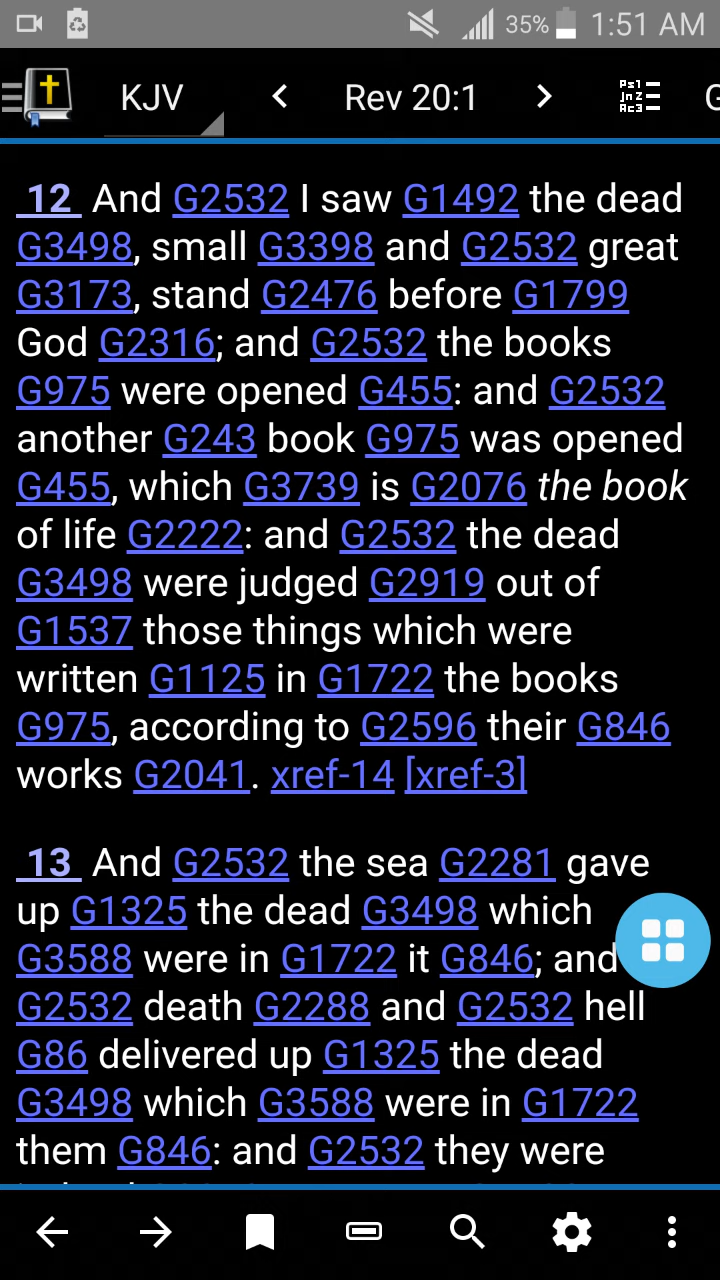 35% 1:51 AM
KJV < Rev 20:1 > Ps1 Jn2 Ac3
12 And G2532 I saw G1492 the dead
G3498, small G3398 and G2532 great
G3173, stand G2476 before G1799
God G2316; and G2532 the books
G975 were opened G455: and G2532
another G243 book G975 was opened
G455, which G3739 is G2076 the book
of life G2222: and G2532 the dead
G3498 were judged G2919 out of
G1537 those things which were
written G1125 in G1722 the books
G975, according to G2596 their G846
works G2041. xref-14 [xref-3]
13 And G2532 the sea G2281 gave
up G1325 the dead G3498 which
G3588 were in G1722 it G846; and
G2532 death G2288 and G2532 hell
G86 delivered up G1325 the dead
G3498 which G3588 were in G1722
them G846: and G2532 they were